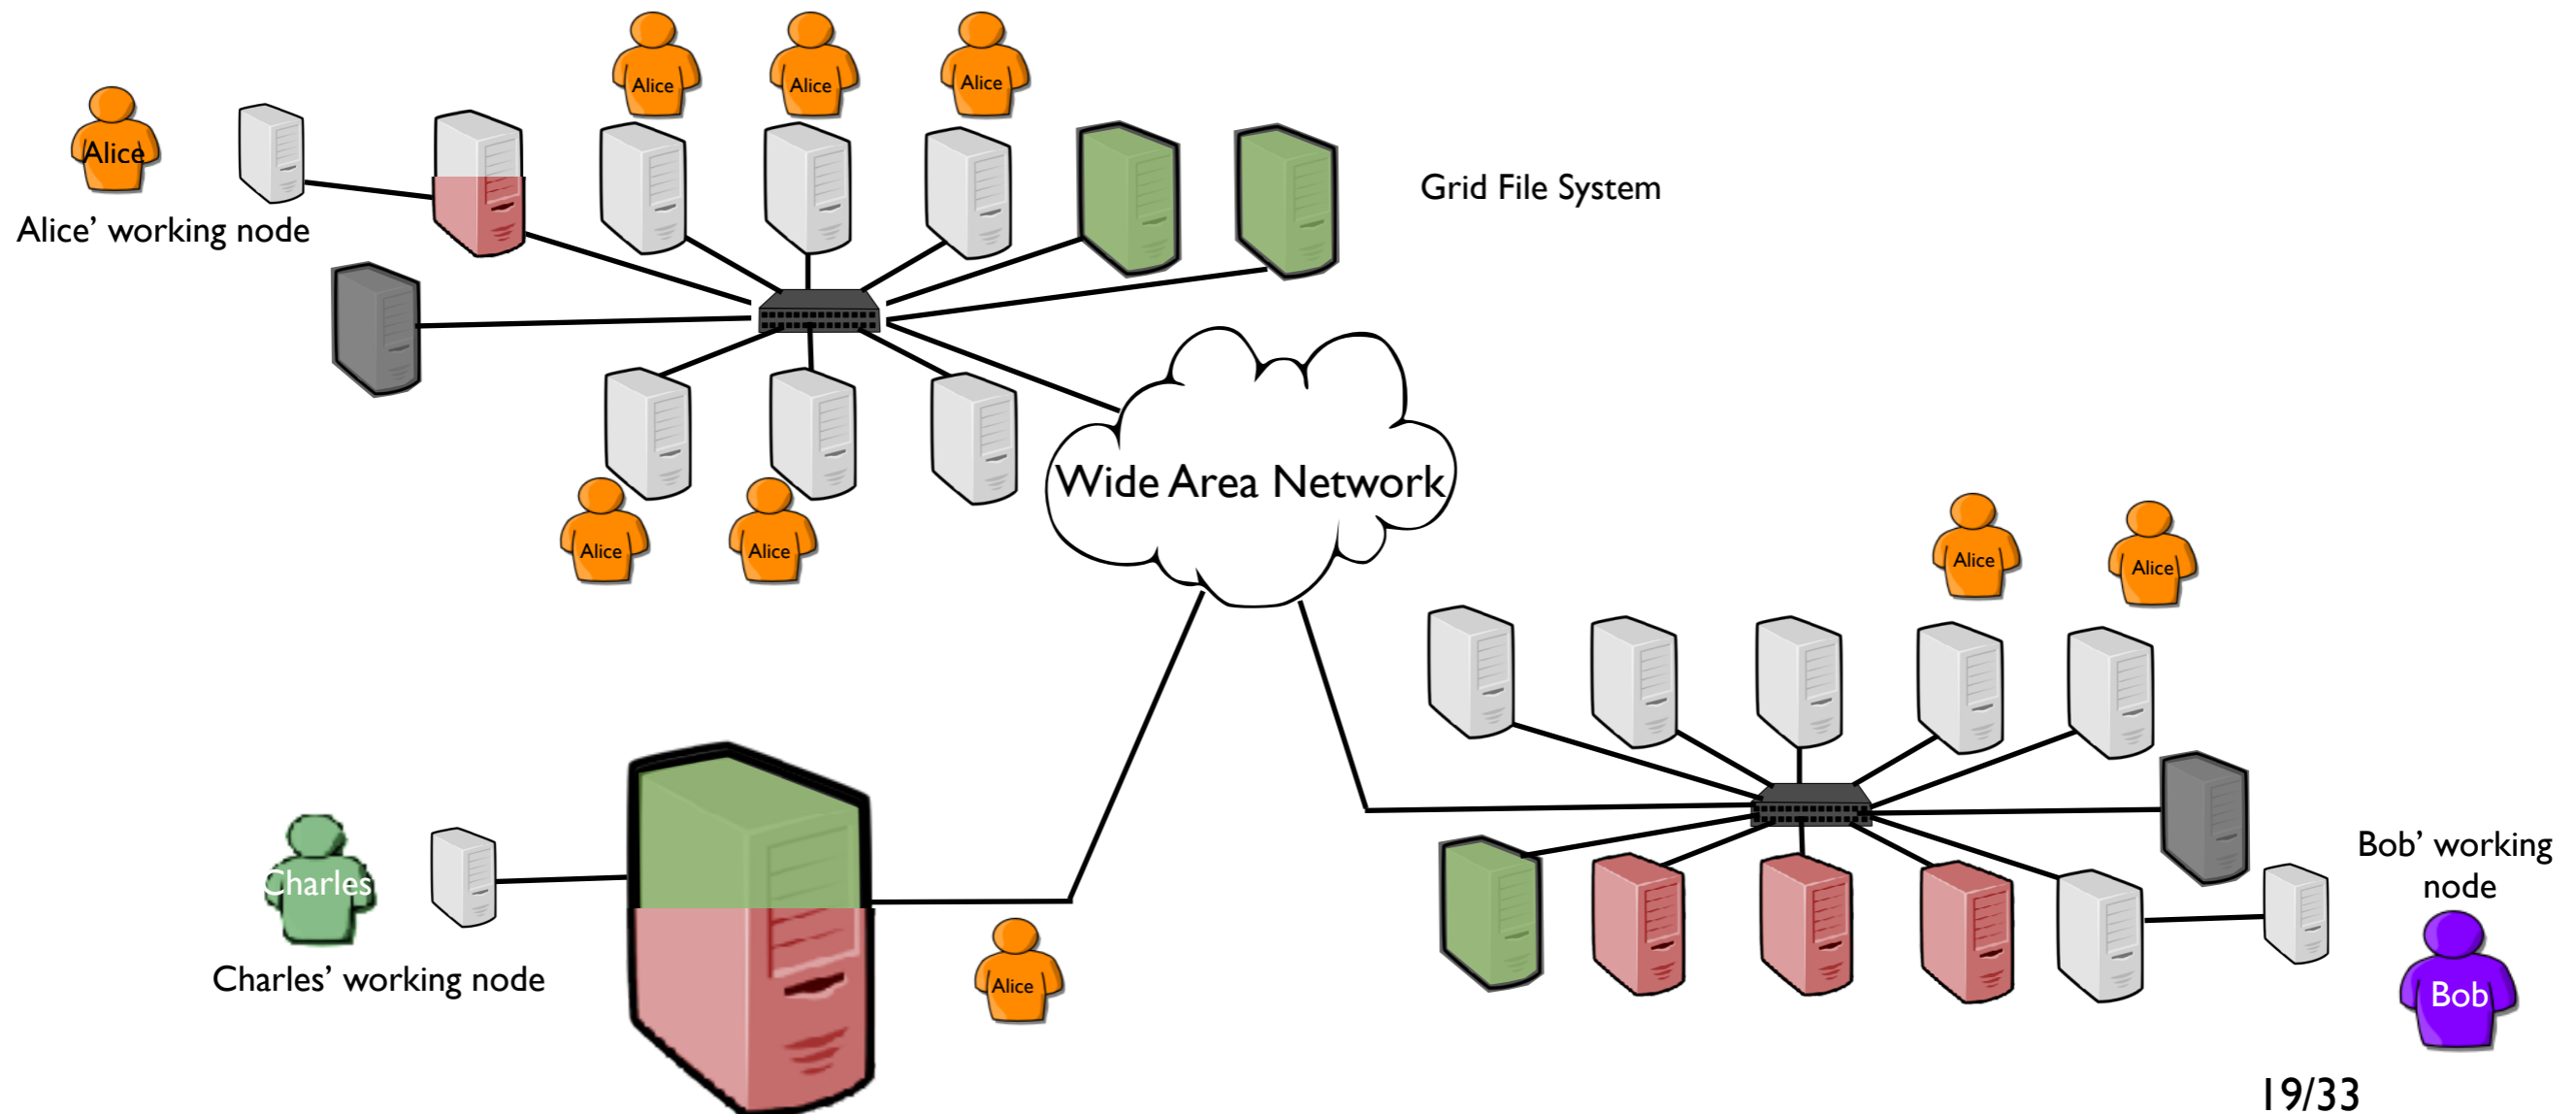 Alice
Alice
Alice
Alice
Alice' working node
Grid File System
Wide Area Network
Alice
Alice
Alice
Alice
Charles
Charles' working node
Alice
Bob' working
node
Bob
19/33